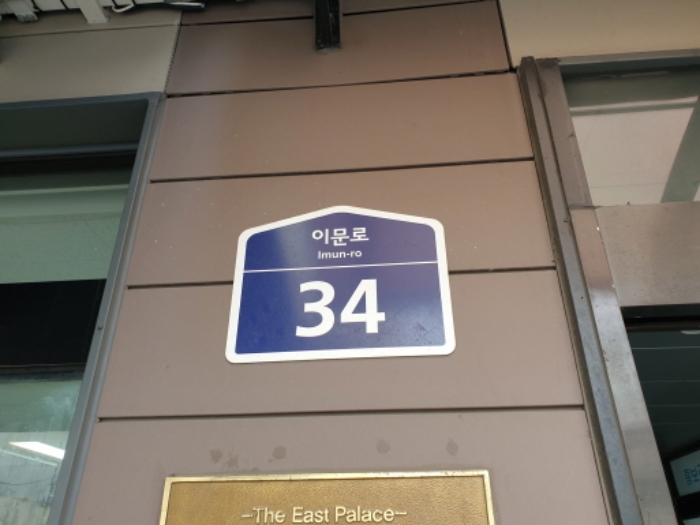 이문로
Imun-ro
34
-The East Palace-